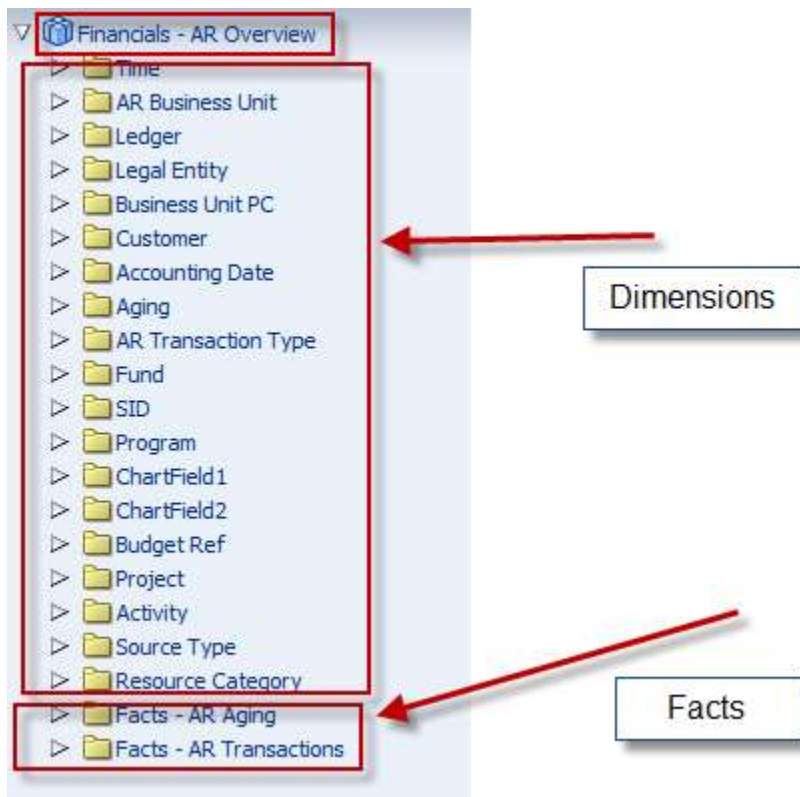 Financials - AR Overview
Time
AR Business Unit
Ledger
Legal Entity
Business Unit PC
Customer
Accounting Date
Aging
AR Transaction Type
Fund
SID
Program
ChartField1
ChartField2
Budget Ref
Project
Activity
Source Type
Resource Category
Facts - AR Aging
Facts - AR Transactions
Dimensions
Facts